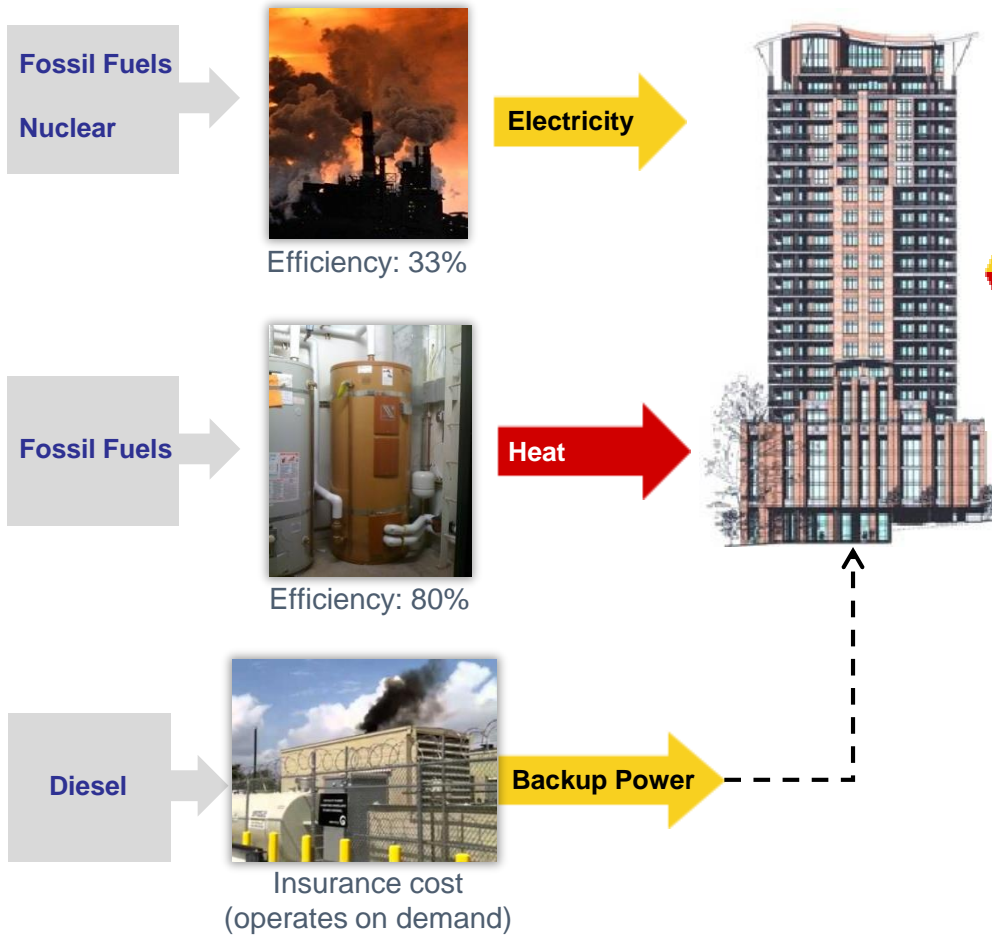 Fossil Fuels
Nuclear
Electricity
Efficiency: 33%
Fossil Fuels
Heat
Efficiency: 80%
Diesel
Backup Power
Insurance cost
(operates on demand)